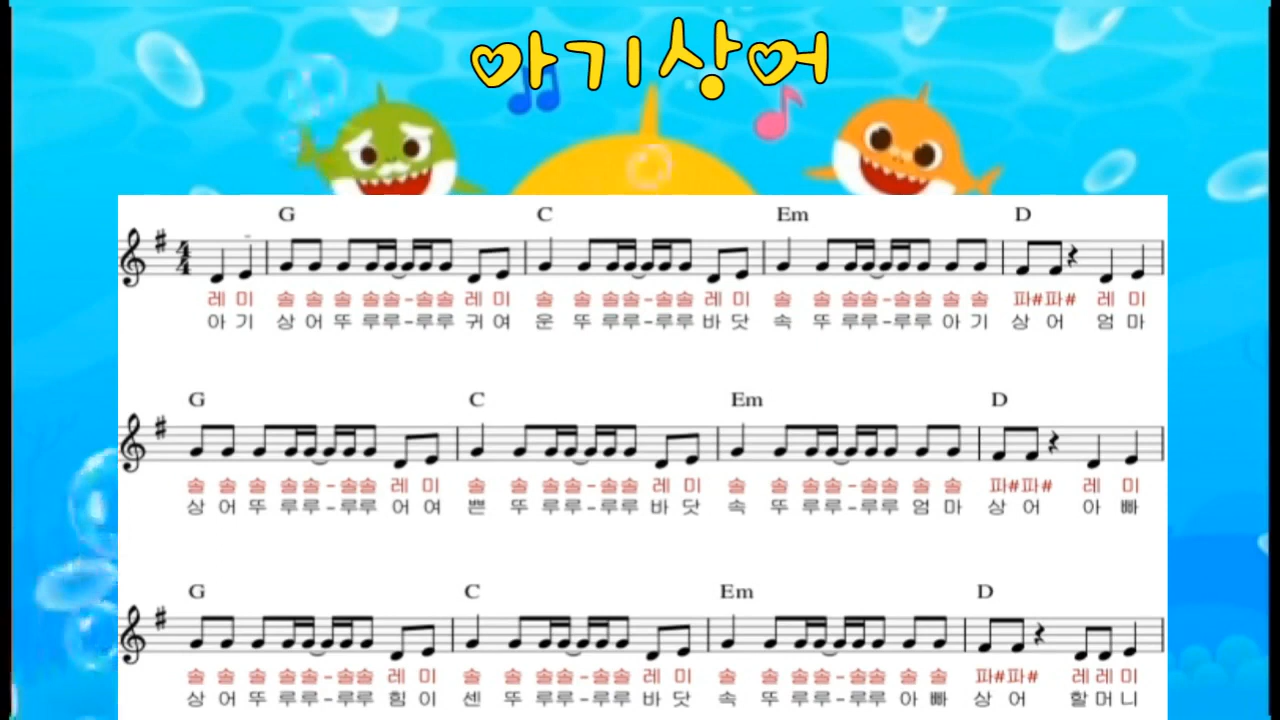 아기상어
G C Em D
레 미 솔 솔 솔 솔솔-솔솔 레 미 솔 솔 솔솔-솔솔 레 미 솔 솔 솔솔-솔솔 솔 솔 파#파# 레 미
아 기 상 어 뚜 루루-루루 귀 여 운 뚜 루루-루루 바 닷 속 뚜 루루-루루 아 기 상 어 엄 마
G C Em D
솔 솔 솔 솔솔-솔솔 레 미 솔 솔 솔솔-솔솔 레 미 솔 솔 솔솔-솔솔 솔 솔 파#파# 레 미
상 어 뚜 루루-루루 어 여 쁜 뚜 루루-루루 바 닷 속 뚜 루루-루루 엄 마 상 어 아 빠
G C Em D
솔 솔 솔 솔솔-솔솔 레 미 솔 솔 솔솔-솔솔 레 미 솔 솔 솔솔-솔솔 솔 솔 파#파# 레레미
상 어 뚜 루루-루루 힘 이 센 뚜 루루-루루 바 닷 속 뚜 루루-루루 아 빠 상 어 할머니